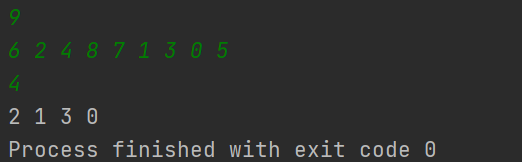 9
6 2 4 8 7 1 3 0 5
4
2 1 3 0
Process finished with exit code 0